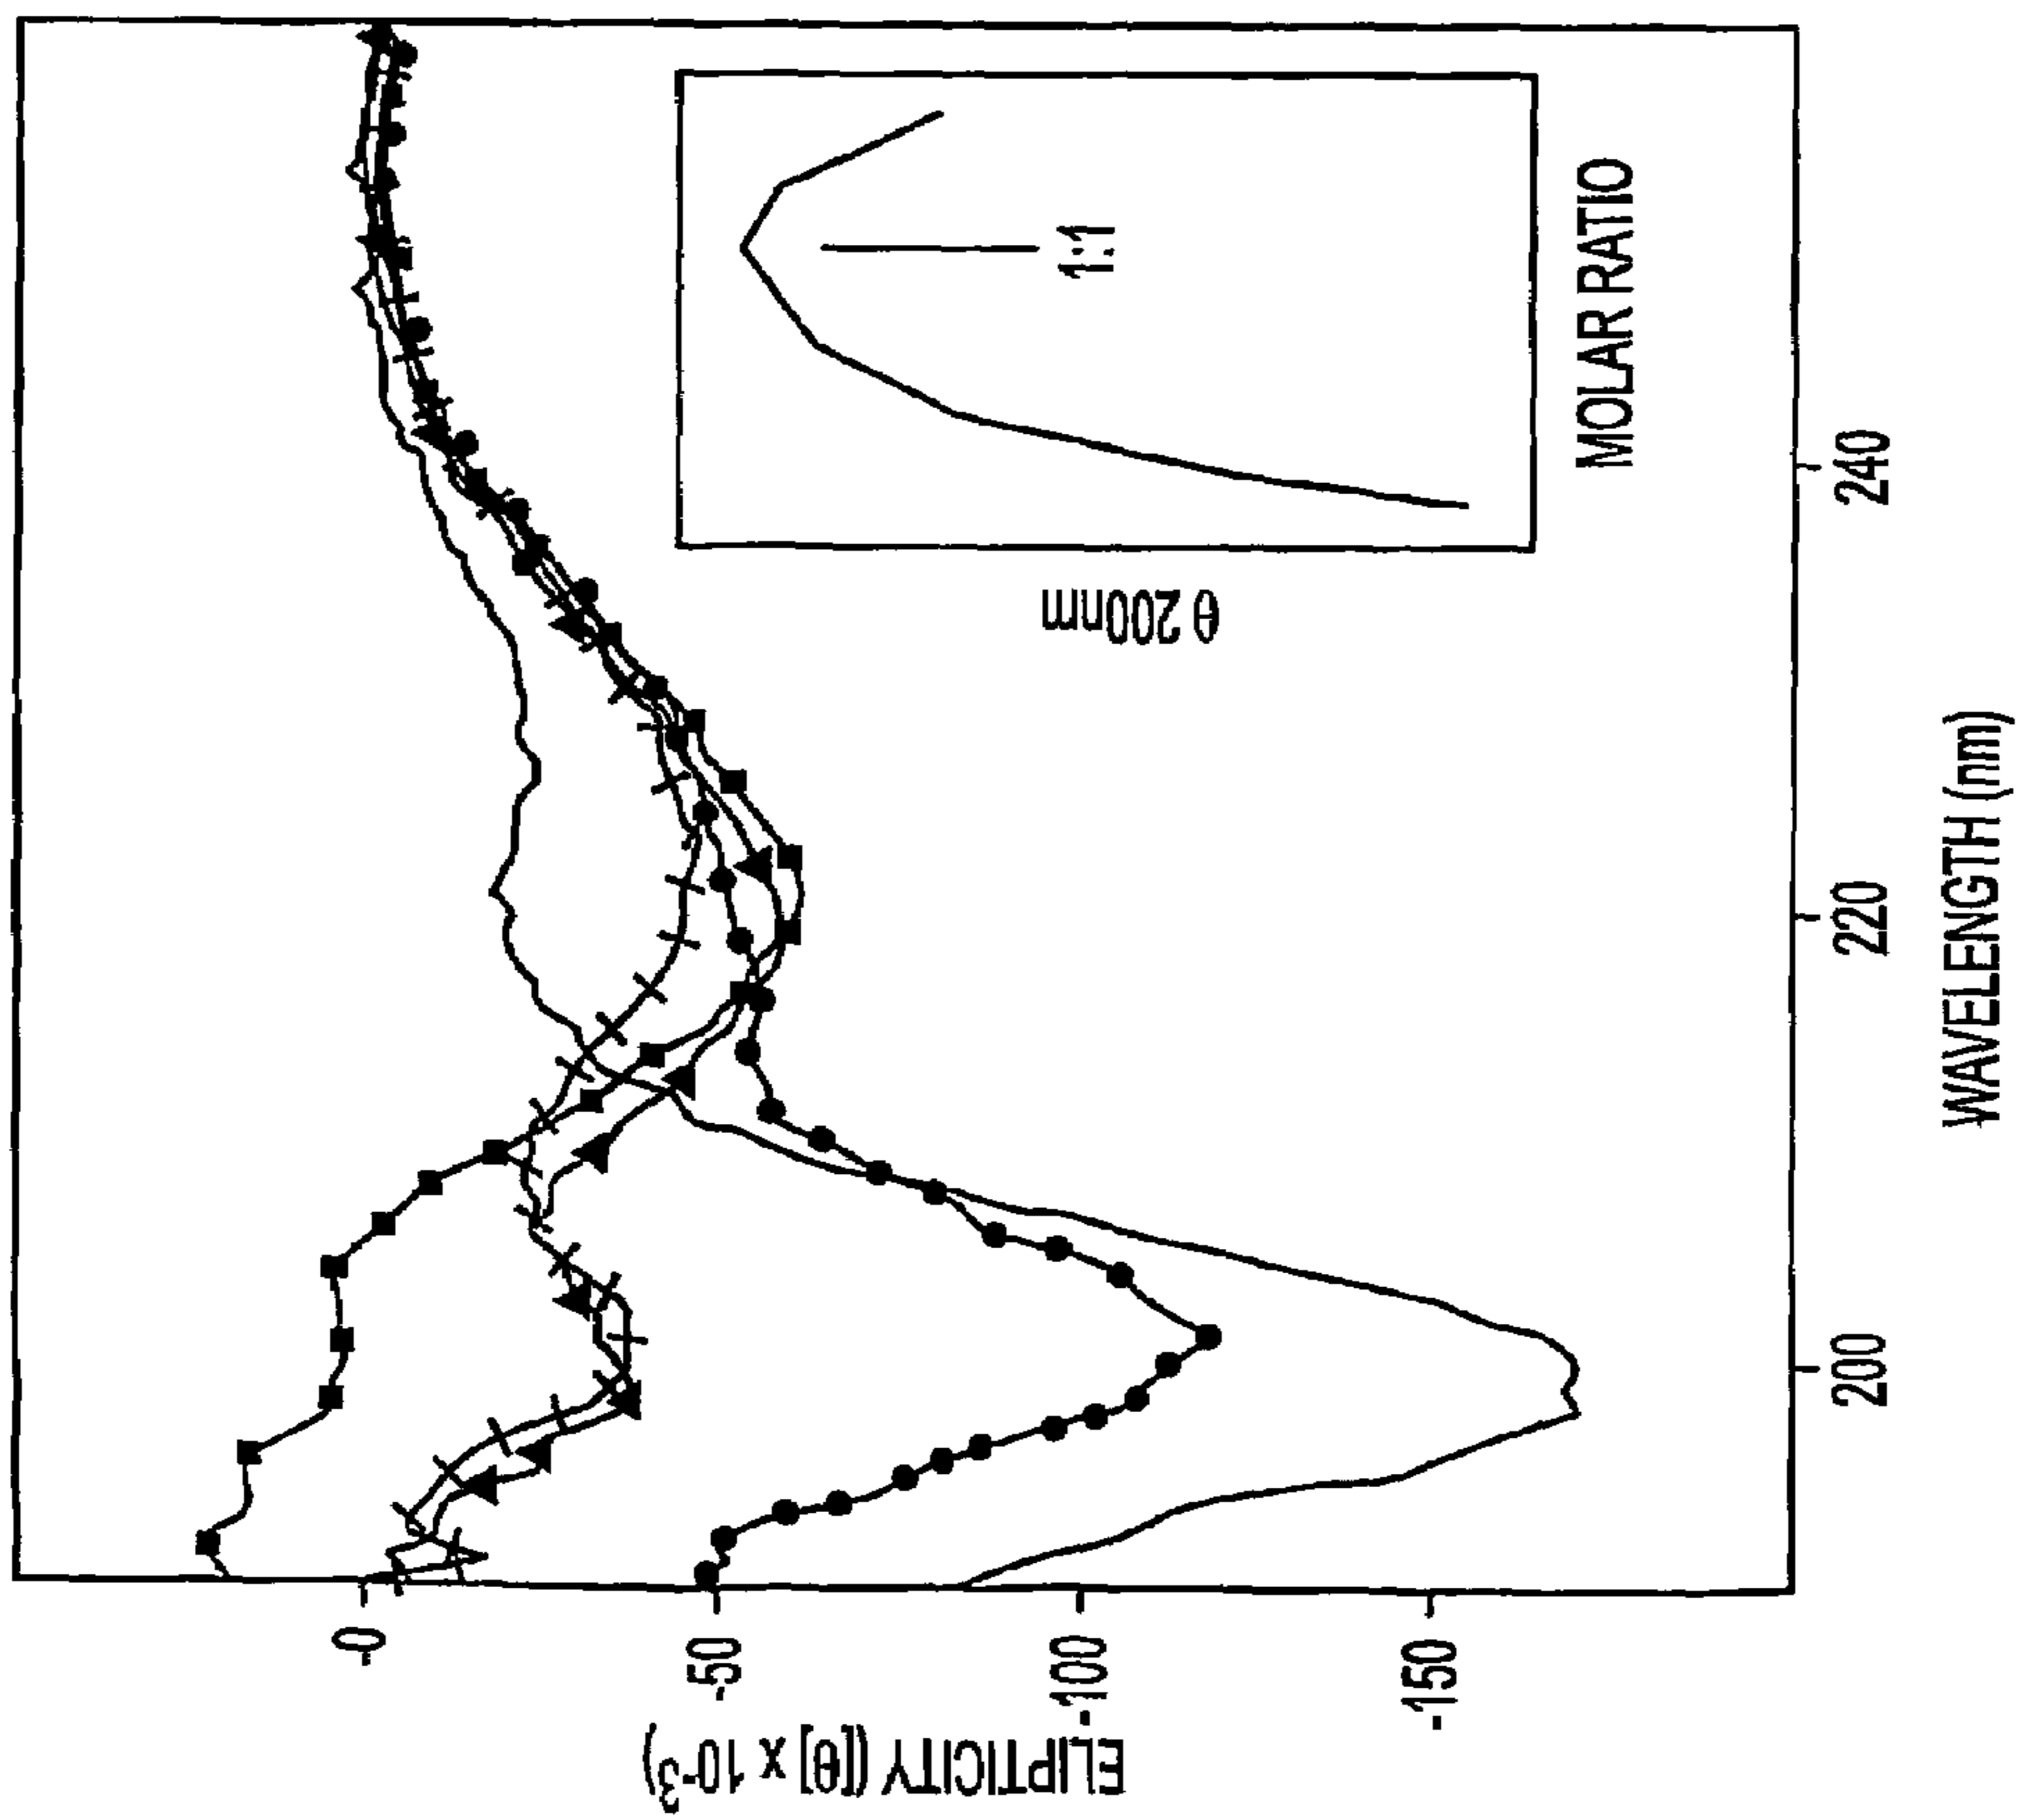 ELIPTICITY ([θ] x 10-3)
-0
-50
-100
-150
200
220
240
WAVELENGTH (nm)
θ 200nm
1:1
MOLAR RATIO